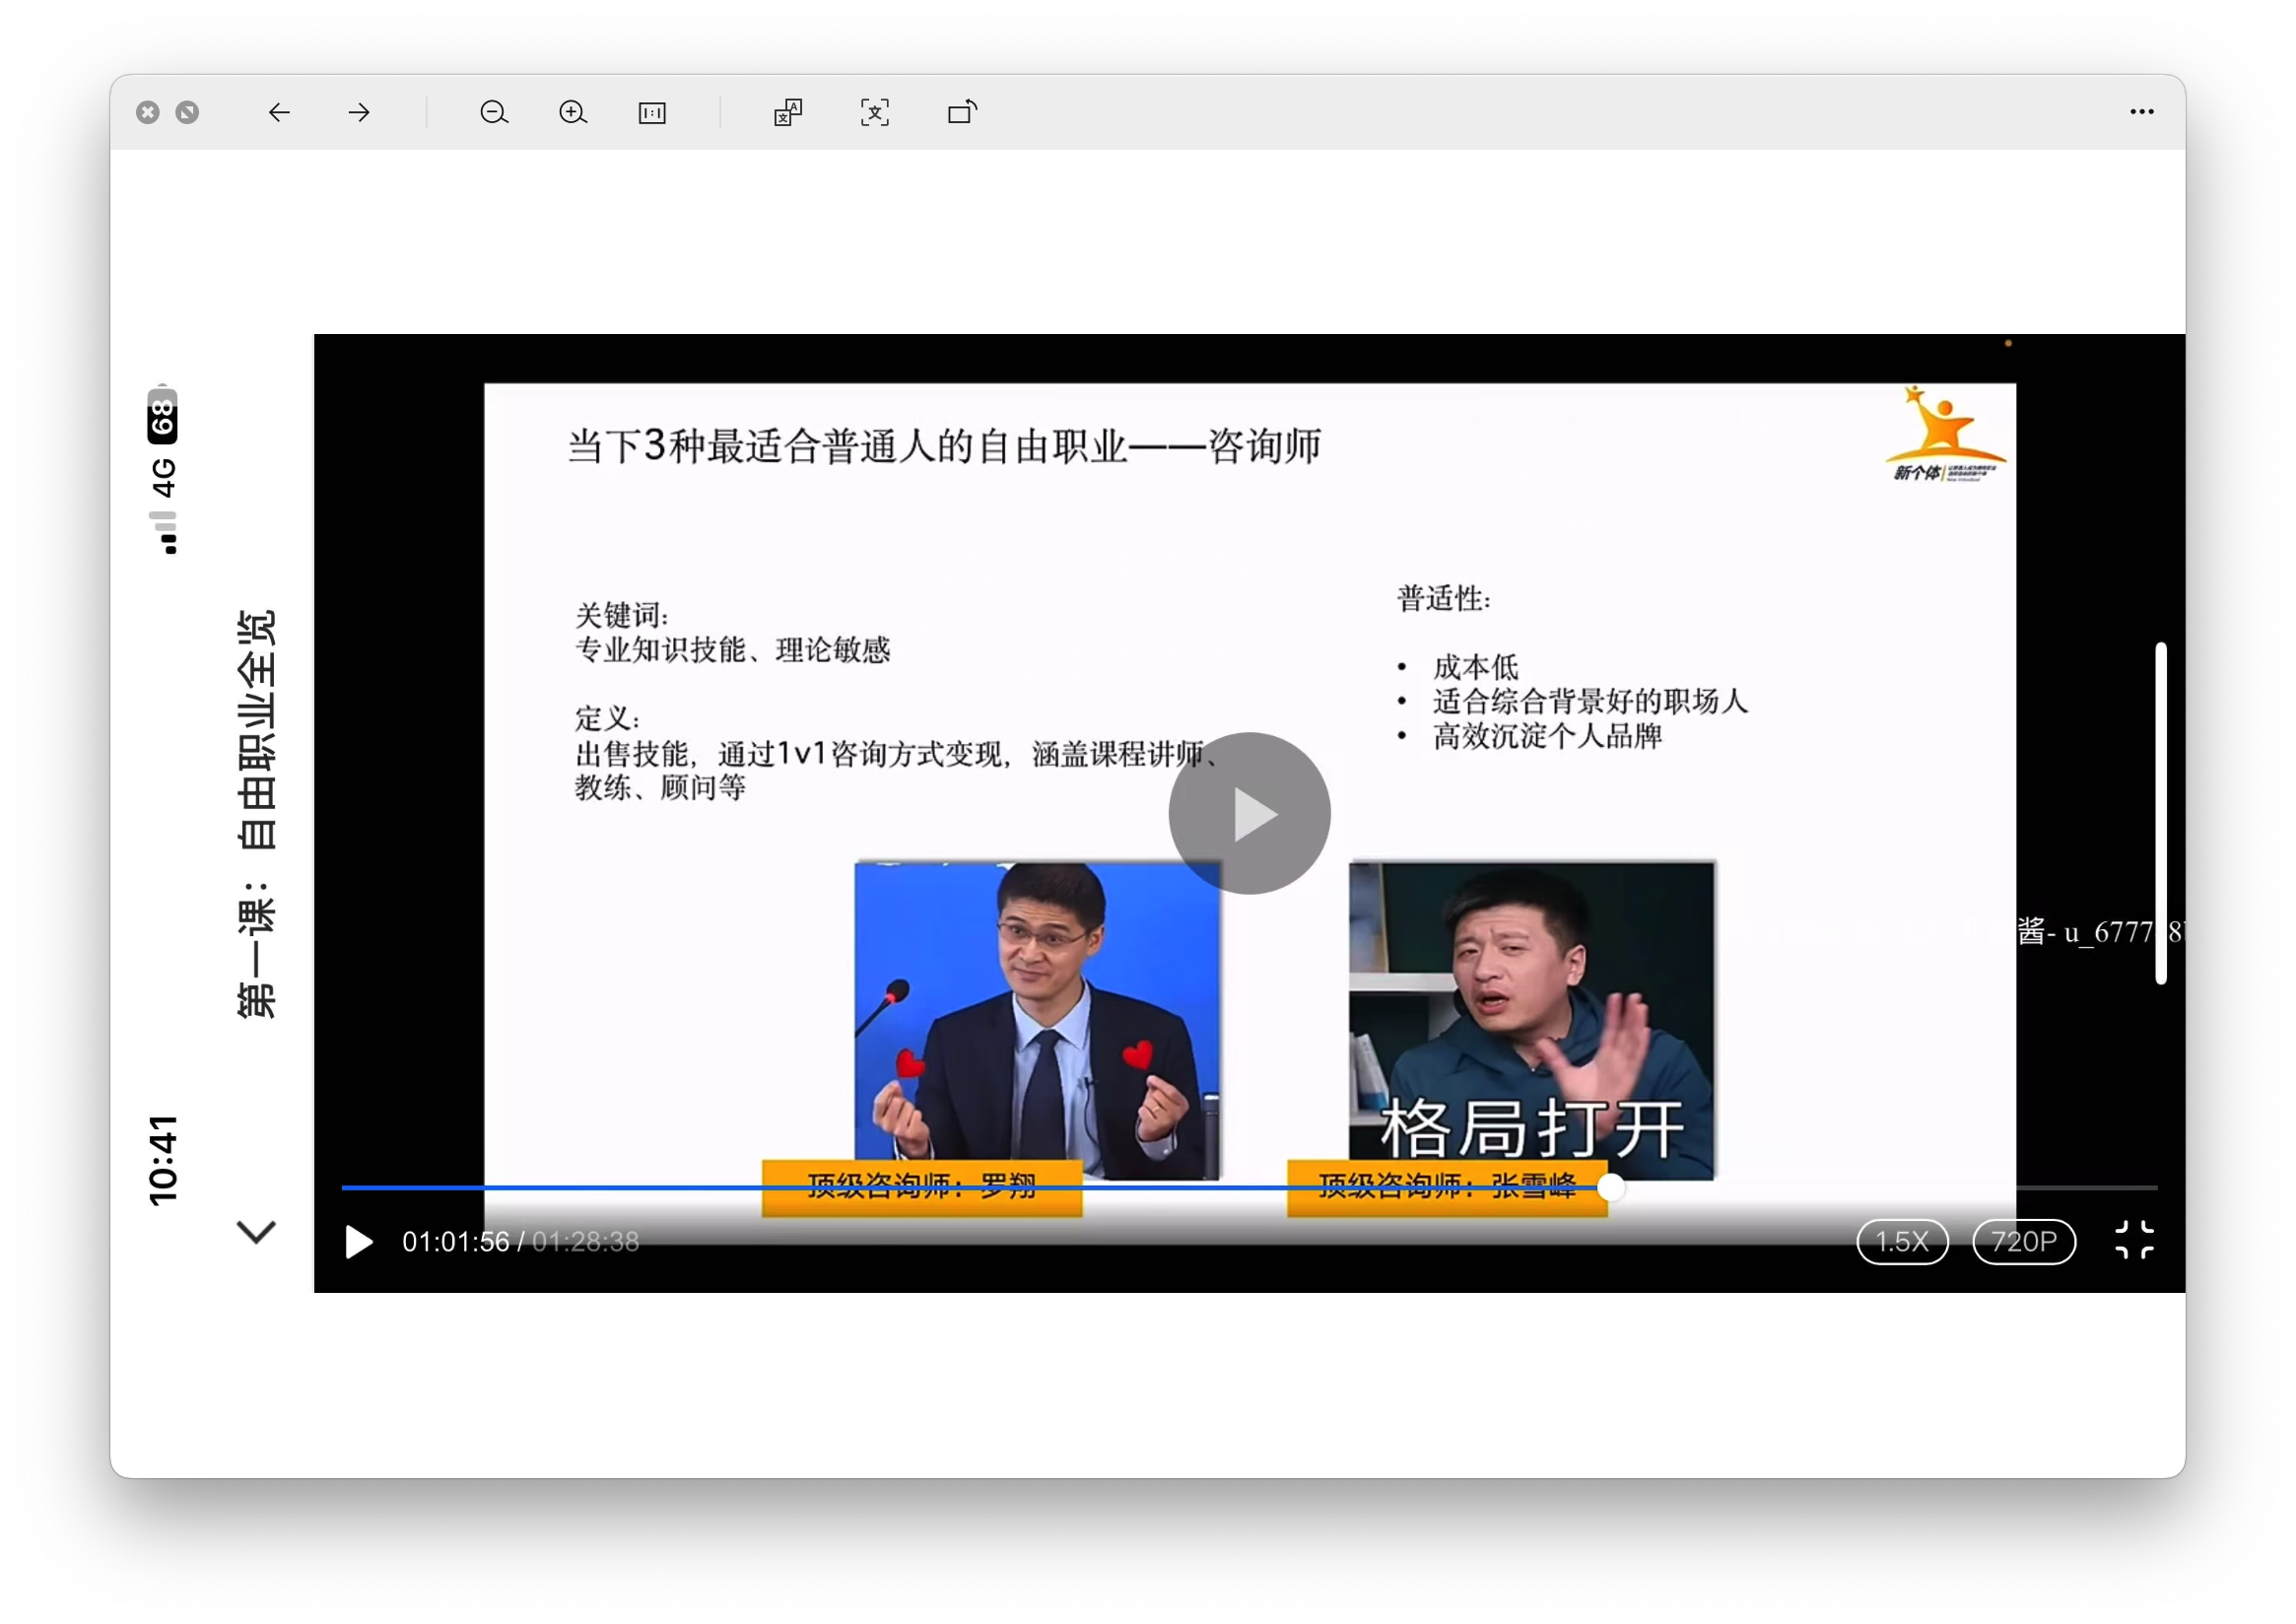 10:41
4G 68
第一课：自由职业全览
当下3种最适合普通人的自由职业——咨询师
新个体
关键词：
专业知识技能、理论敏感
定义：
出售技能，通过1v1咨询方式变现，涵盖课程讲师、
教练、顾问等
普适性：
• 成本低
• 适合综合背景好的职场人
• 高效沉淀个人品牌
酱- u_6777 8
格局打开
顶级咨询师：罗翔
顶级咨询师：张雪峰
01:01:56 / 01:28:38
1.5X
720P